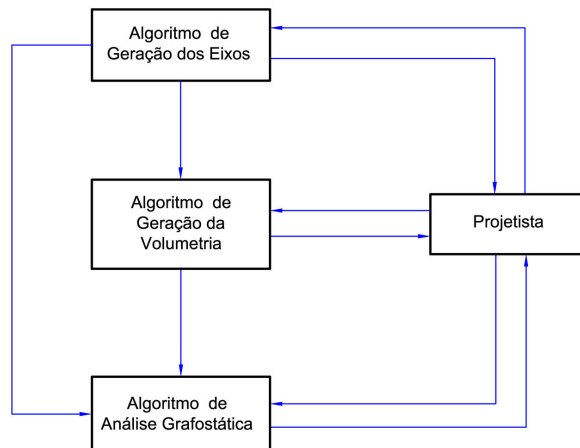 Algoritmo de
Geração dos Eixos
Algoritmo de
Geração da
Volumetria
Projetista
Algoritmo de
Análise Grafostática